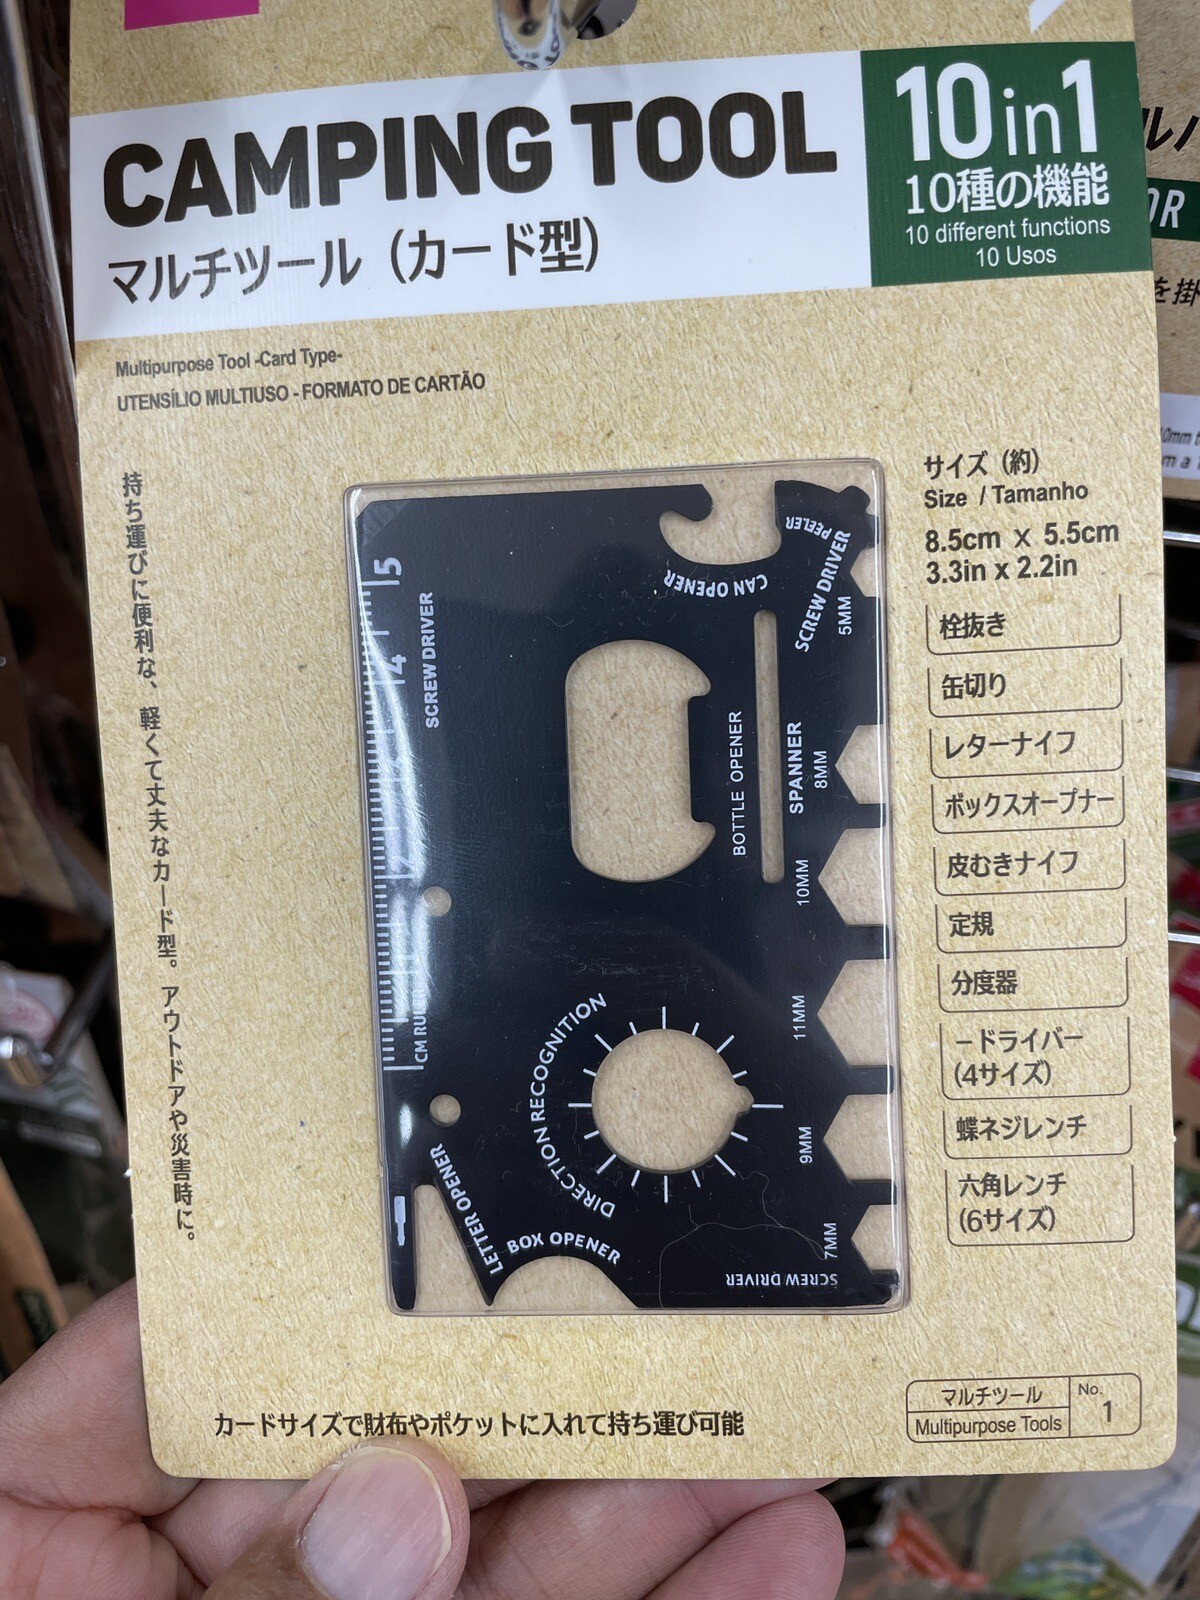 CAMPING TOOL
マルチツール（カード型）
10in1
10種の機能
10 different functions
10 Usos
Multipurpose Tool -Card Type-
UTENSÍLIO MULTIUSO - FORMATO DE CARTÃO
持ち運びに便利な、軽くて丈夫なカード型。アウトドアや災害時に。
サイズ（約）
Size / Tamanho
8.5cm x 5.5cm
3.3in x 2.2in
栓抜き
缶切り
レターナイフ
ボックスオープナー
皮むきナイフ
定規
分度器
－ドライバー
（4サイズ）
蝶ネジレンチ
六角レンチ
（6サイズ）
CAN OPENER
PEELER
SCREW DRIVER
5MM
5
4
2
SCREW DRIVER
BOTTLE OPENER
SPANNER
8MM
10MM
11MM
9MM
7MM
CM
DIRECTION RECOGNITION
LETTER OPENER
BOX OPENER
SCREW DRIVER
カードサイズで財布やポケットに入れて持ち運び可能
マルチツール
Multipurpose Tools
No.
1
を掛